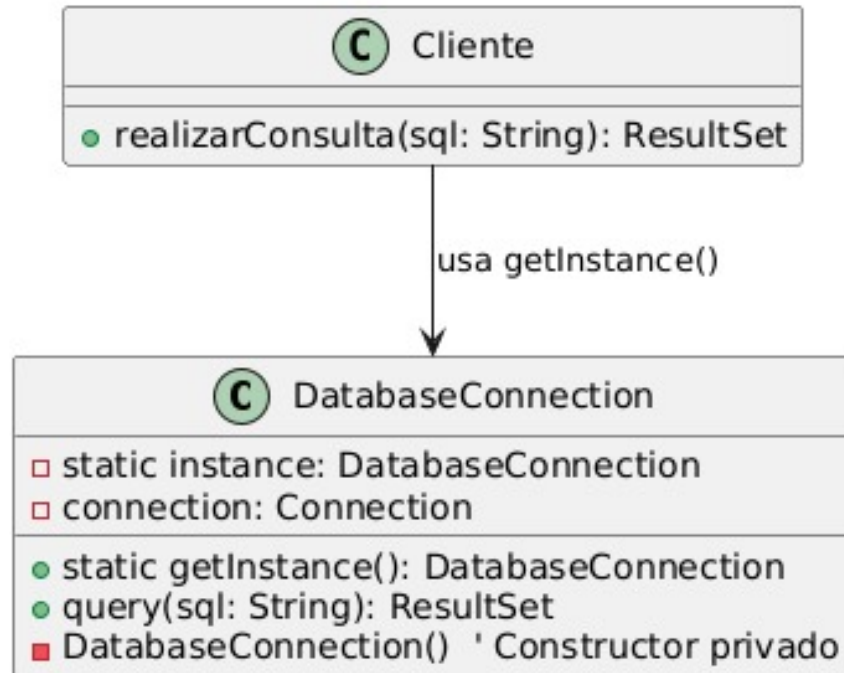 C Cliente
realizarConsulta(sql: String): ResultSet
usa getInstance()
C DatabaseConnection
static instance: DatabaseConnection
connection: Connection
static getInstance(): DatabaseConnection
query(sql: String): ResultSet
DatabaseConnection() ' Constructor privado